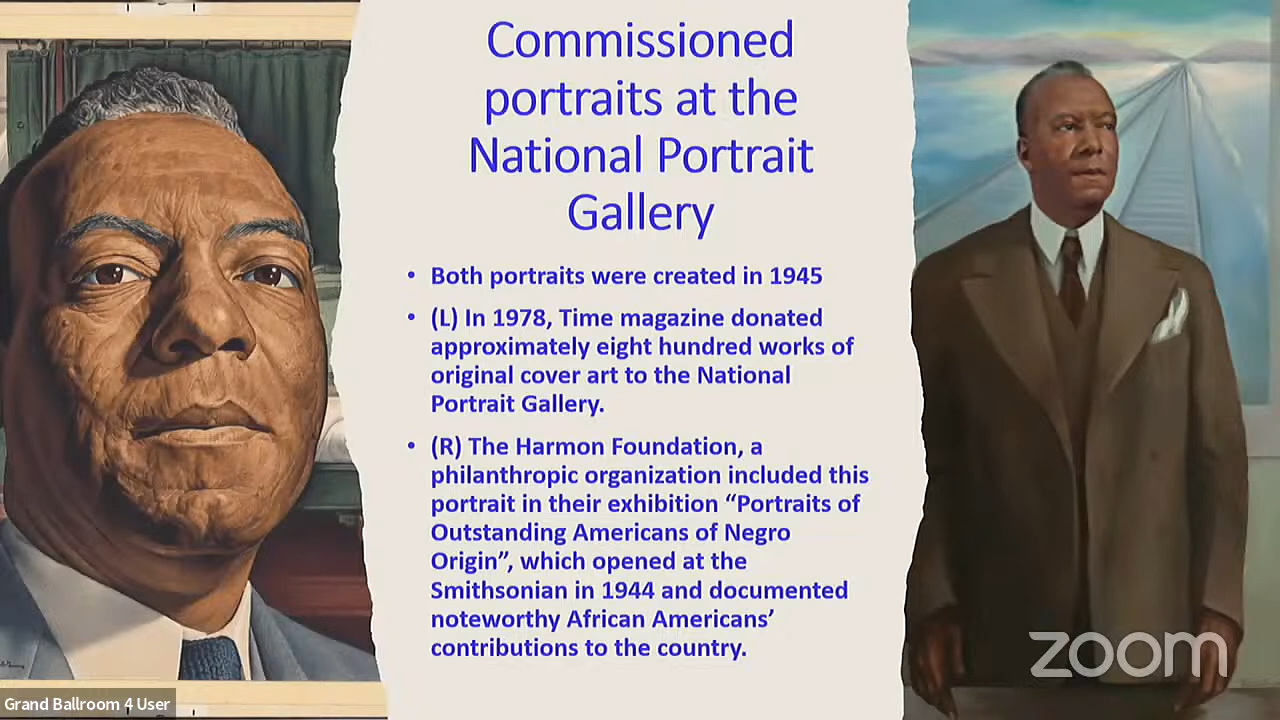 Commissioned
portraits at the
National Portrait
Gallery
• Both portraits were created in 1945
• (L) In 1978, Time magazine donated
approximately eight hundred works of
original cover art to the National
Portrait Gallery.
• (R) The Harmon Foundation, a
philanthropic organization included this
portrait in their exhibition “Portraits of
Outstanding Americans of Negro
Origin”, which opened at the
Smithsonian in 1944 and documented
noteworthy African Americans’
contributions to the country.
zoom
Grand Ballroom 4 User